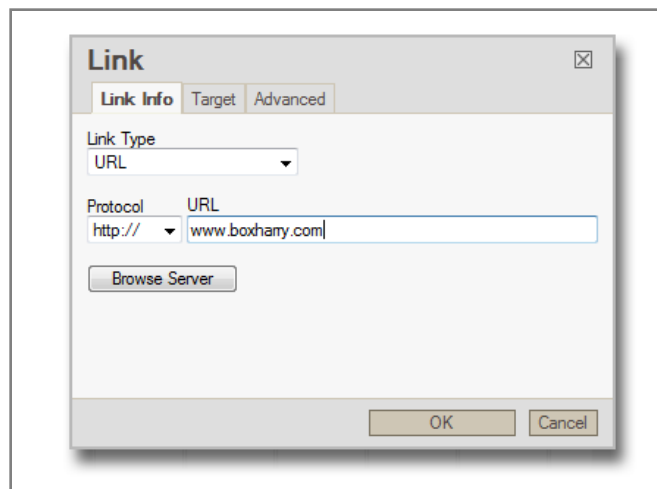 Link
Link Info Target Advanced
Link Type
URL
Protocol URL
http:// www.boxharry.com
Browse Server
OK Cancel